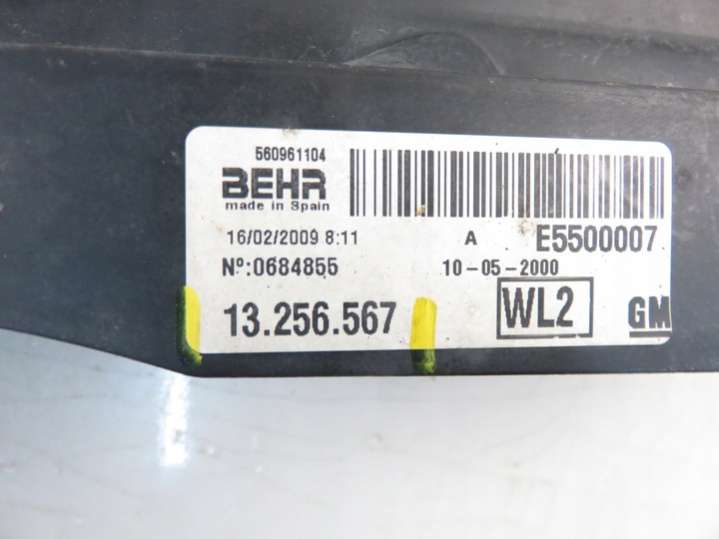 560961104
BEHR
made in Spain
16/02/2009 8:11 A E5500007
Nº:0684855 10-05-2000
13.256.567 WL2 GM